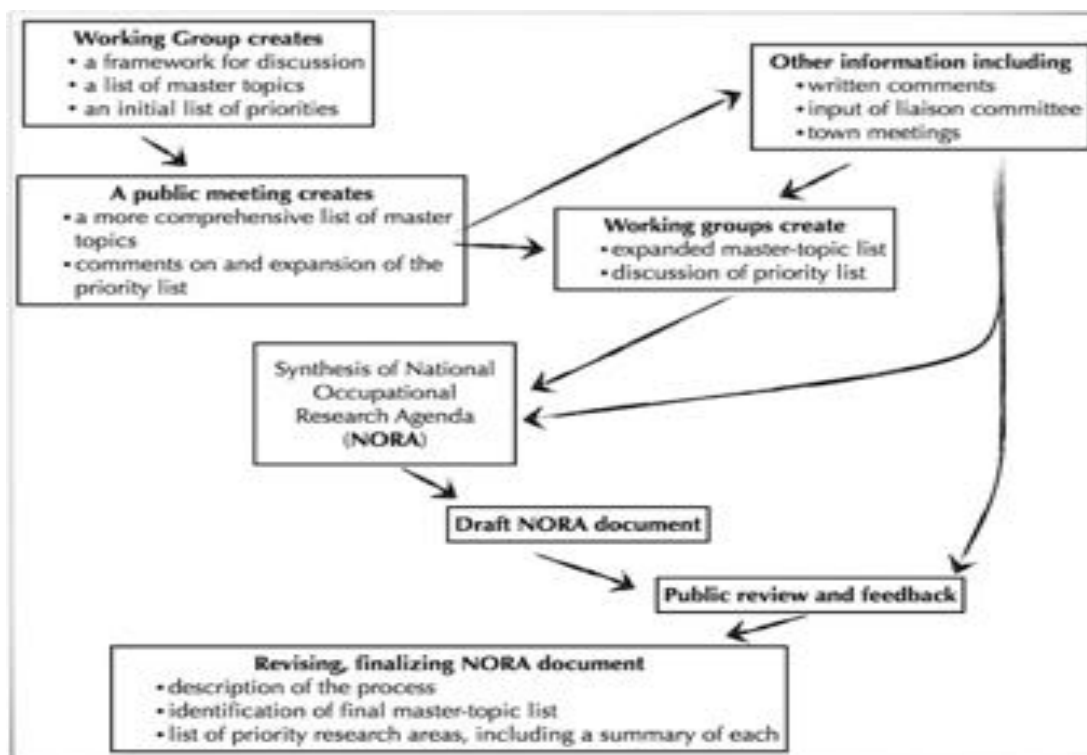 Working Group creates
• a framework for discussion
• a list of master topics
• an initial list of priorities
Other information including
• written comments
• input of liaison committee
• town meetings
A public meeting creates
• a more comprehensive list of master
topics
• comments on and expansion of the
priority list
Working groups create
• expanded master-topic list
• discussion of priority list
Synthesis of National
Occupational
Research Agenda
(NORA)
Draft NORA document
Public review and feedback
Revising, finalizing NORA document
• description of the process
• identification of final master-topic list
• list of priority research areas, including a summary of each